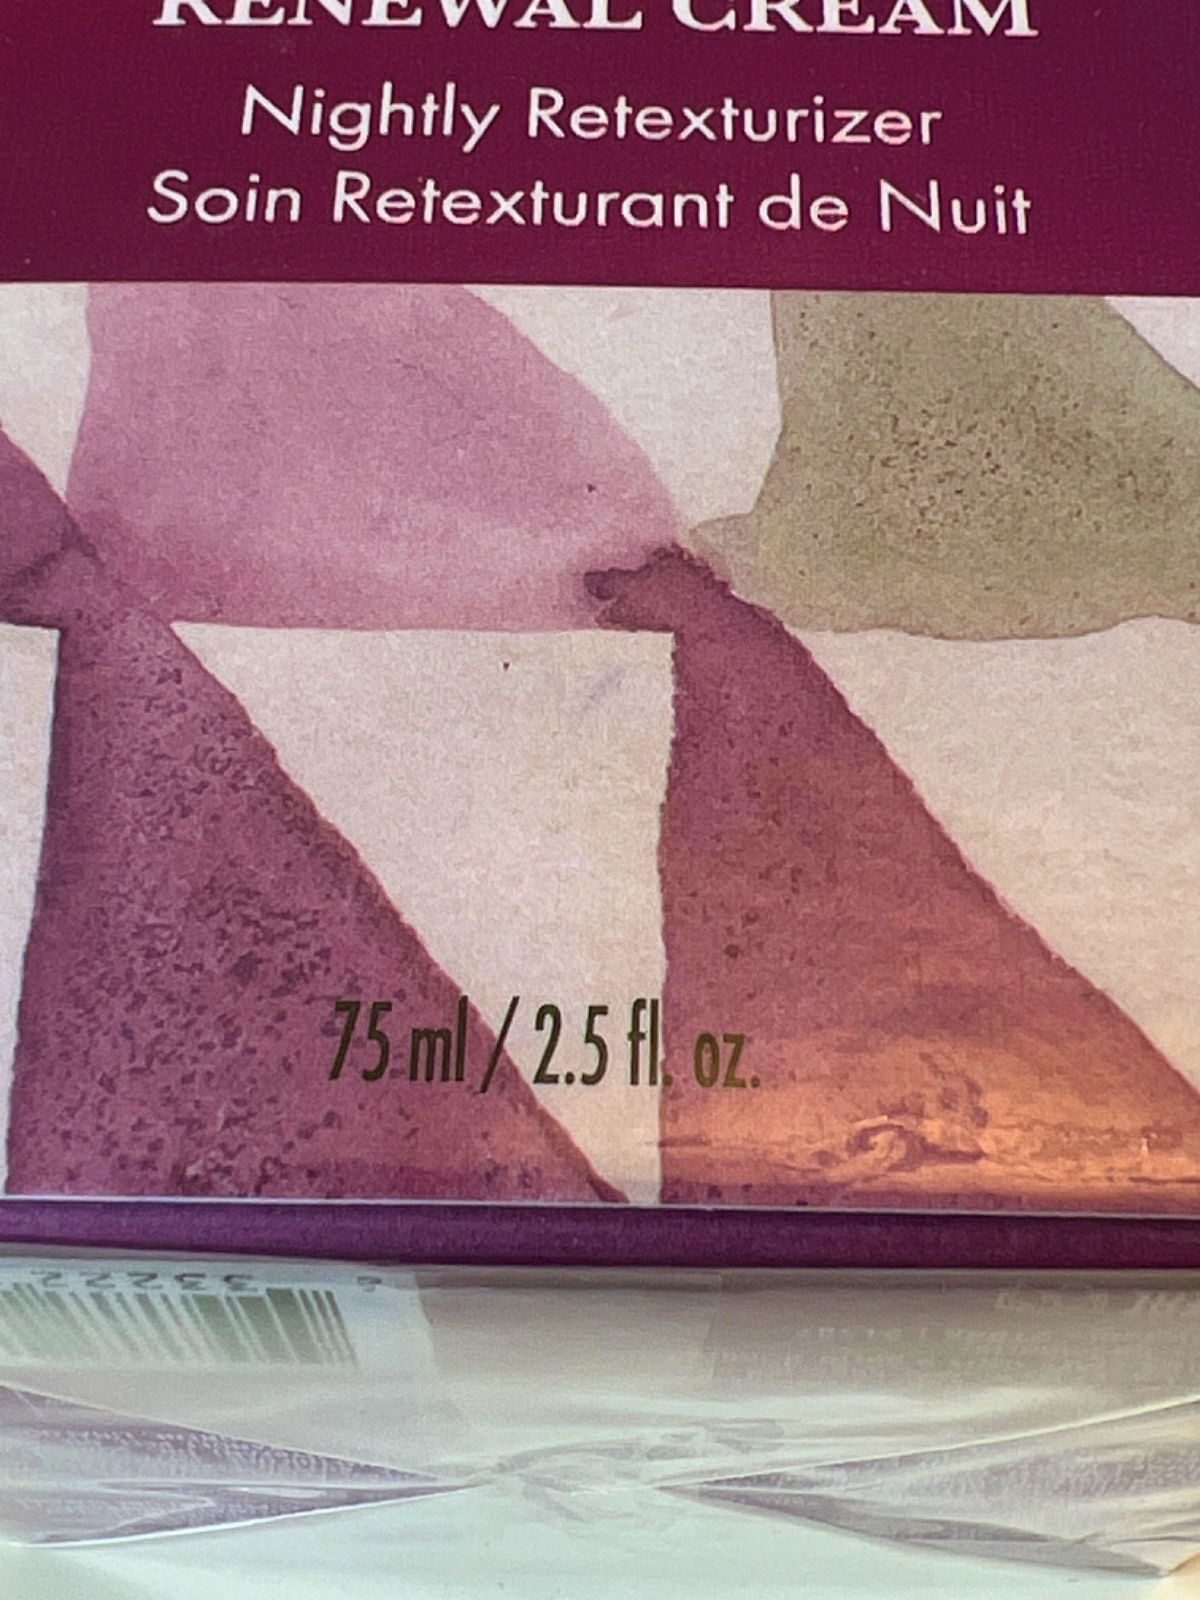 RENEWAL CREAM
Nightly Retexturizer
Soin Retexturant de Nuit
75 ml / 2.5 fl. oz.